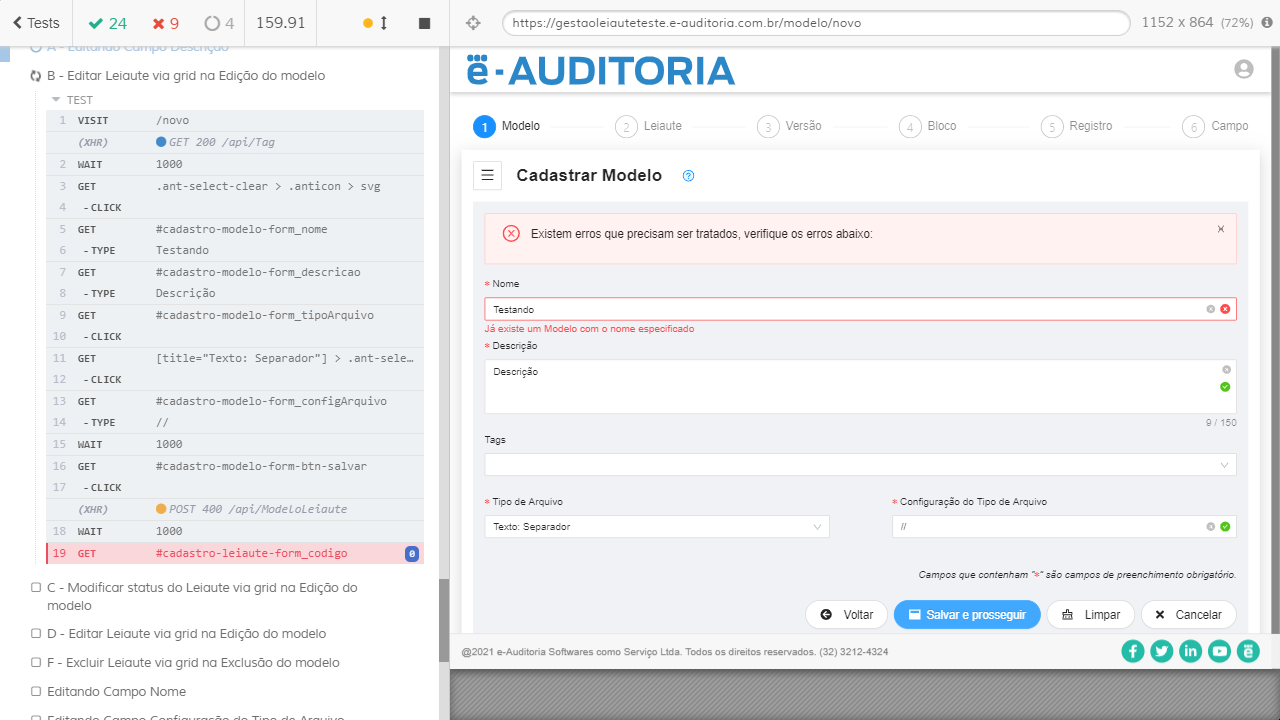 Tests
24
9
4
159.91
https://gestaoleiauteteste.e-auditoria.com.br/modelo/novo
1152 x 864 (72%)
A - Editando Campo Descrição
B - Editar Leiaute via grid na Edição do modelo
TEST
1 VISIT /novo
(XHR) GET 200 /api/Tag
2 WAIT 1000
3 GET .ant-select-clear > .anticon > svg
4 - CLICK
5 GET #cadastro-modelo-form_nome
6 - TYPE Testando
7 GET #cadastro-modelo-form_descricao
8 - TYPE Descrição
9 GET #cadastro-modelo-form_tipoArquivo
10 - CLICK
11 GET [title="Texto: Separador"] > .ant-sele…
12 - CLICK
13 GET #cadastro-modelo-form_configArquivo
14 - TYPE //
15 WAIT 1000
16 GET #cadastro-modelo-form-btn-salvar
17 - CLICK
(XHR) POST 400 /api/ModeloLeiaute
18 WAIT 1000
19 GET #cadastro-leiaute-form_codigo 0
C - Modificar status do Leiaute via grid na Edição do
modelo
D - Editar Leiaute via grid na Edição do modelo
F - Excluir Leiaute via grid na Exclusão do modelo
Editando Campo Nome
Editando Campo Configuração do Tipo de Arquivo
ë-AUDITORIA
1 Modelo
2 Leiaute
3 Versão
4 Bloco
5 Registro
6 Campo
Cadastrar Modelo
Existem erros que precisam ser tratados, verifique os erros abaixo:
* Nome
Testando
Já existe um Modelo com o nome especificado
* Descrição
Descrição
9 / 150
Tags
* Tipo de Arquivo
* Configuração do Tipo de Arquivo
Texto: Separador
//
Campos que contenham "*" são campos de preenchimento obrigatório.
Voltar
Salvar e prosseguir
Limpar
Cancelar
@2021 e-Auditoria Softwares como Serviço Ltda. Todos os direitos reservados. (32) 3212-4324